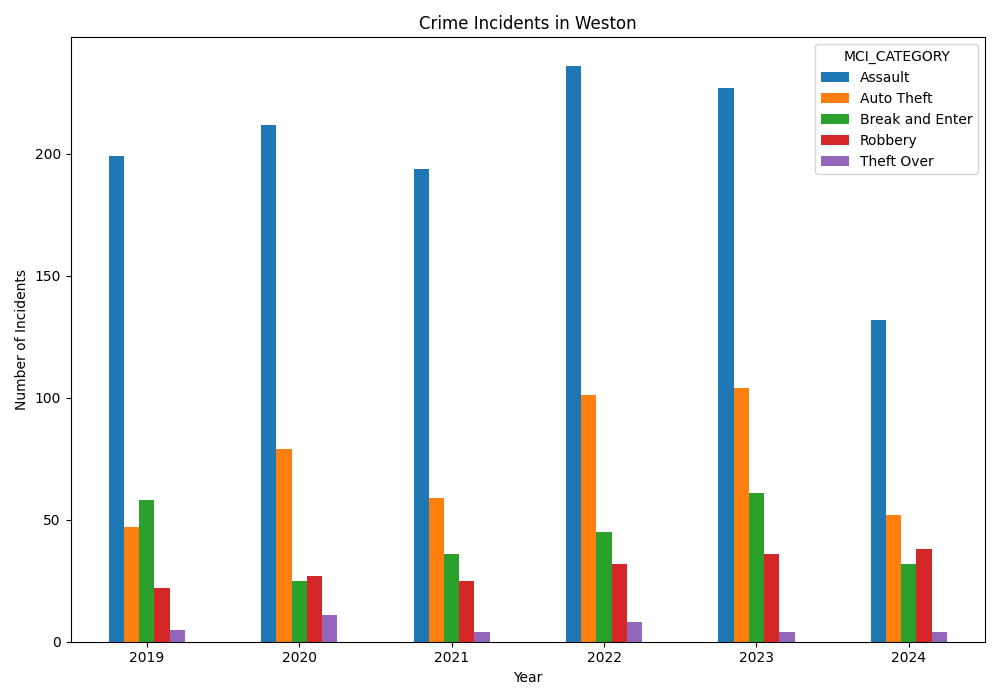 Crime Incidents in Weston
MCI_CATEGORY
Assault
Auto Theft
Break and Enter
Robbery
Theft Over
Number of Incidents
200
150
100
50
0
2019 2020 2021 2022 2023 2024
Year